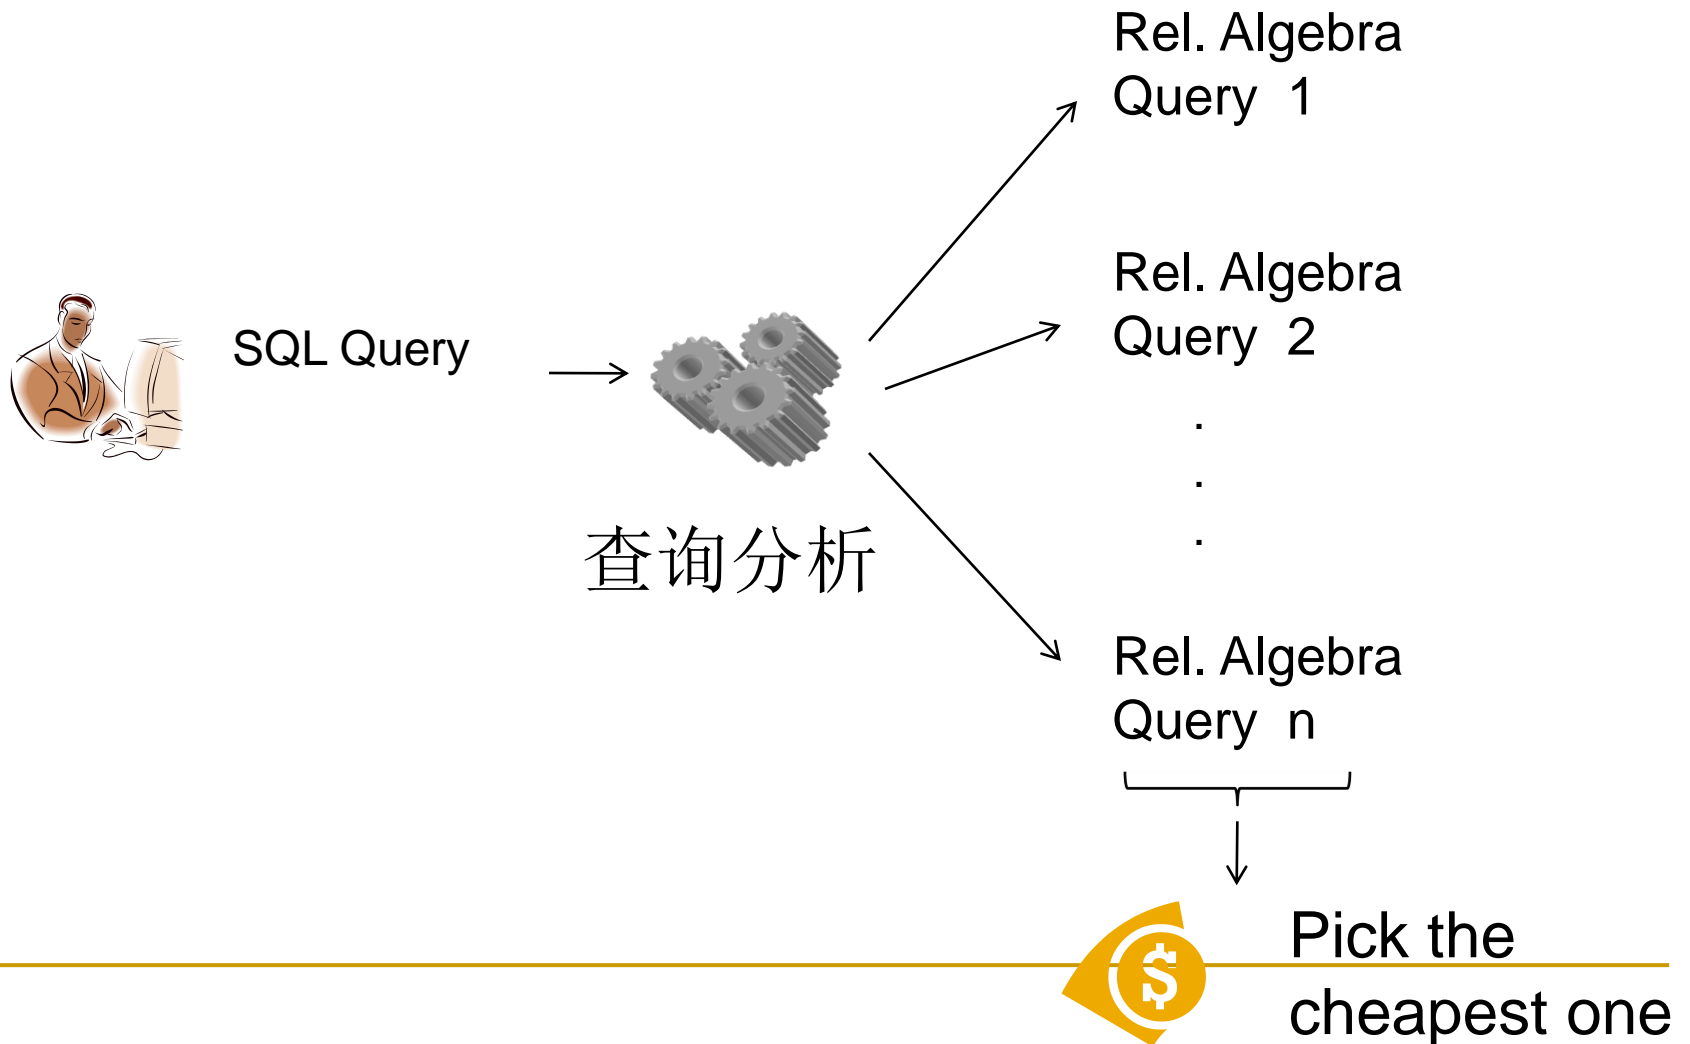 Rel. Algebra
Query 1
Rel. Algebra
Query 2
SQL Query
.
.
.
查询分析
Rel. Algebra
Query n
$
Pick the
cheapest one